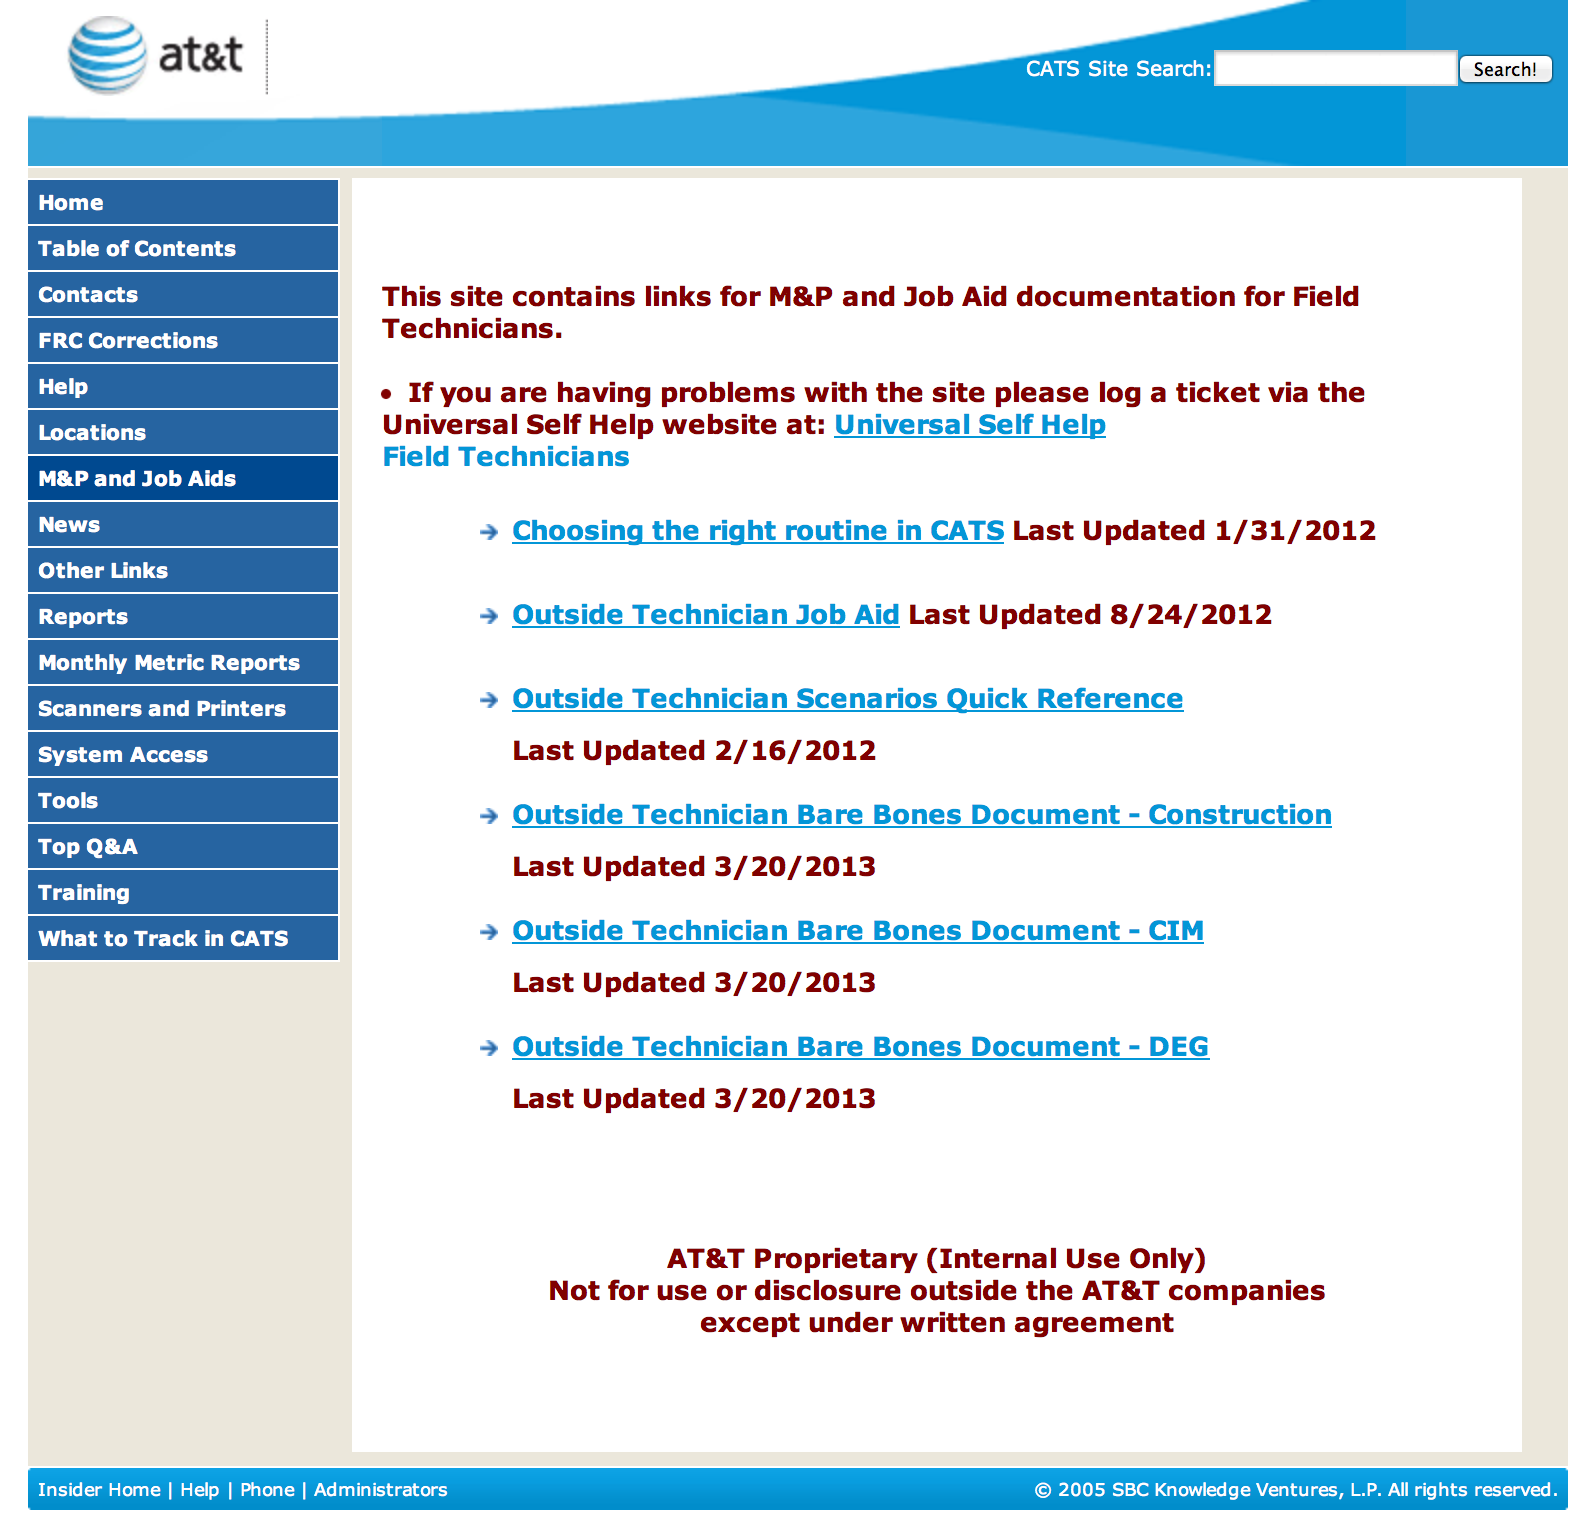 at&t
CATS Site Search:
Search!
Home
Table of Contents
Contacts
FRC Corrections
Help
Locations
M&P and Job Aids
News
Other Links
Reports
Monthly Metric Reports
Scanners and Printers
System Access
Tools
Top Q&A
Training
What to Track in CATS
This site contains links for M&P and Job Aid documentation for Field
Technicians.
• If you are having problems with the site please log a ticket via the
Universal Self Help website at: Universal Self Help
Field Technicians
Choosing the right routine in CATS Last Updated 1/31/2012
Outside Technician Job Aid Last Updated 8/24/2012
Outside Technician Scenarios Quick Reference
Last Updated 2/16/2012
Outside Technician Bare Bones Document - Construction
Last Updated 3/20/2013
Outside Technician Bare Bones Document - CIM
Last Updated 3/20/2013
Outside Technician Bare Bones Document - DEG
Last Updated 3/20/2013
AT&T Proprietary (Internal Use Only)
Not for use or disclosure outside the AT&T companies
except under written agreement
Insider Home | Help | Phone | Administrators
© 2005 SBC Knowledge Ventures, L.P. All rights reserved.